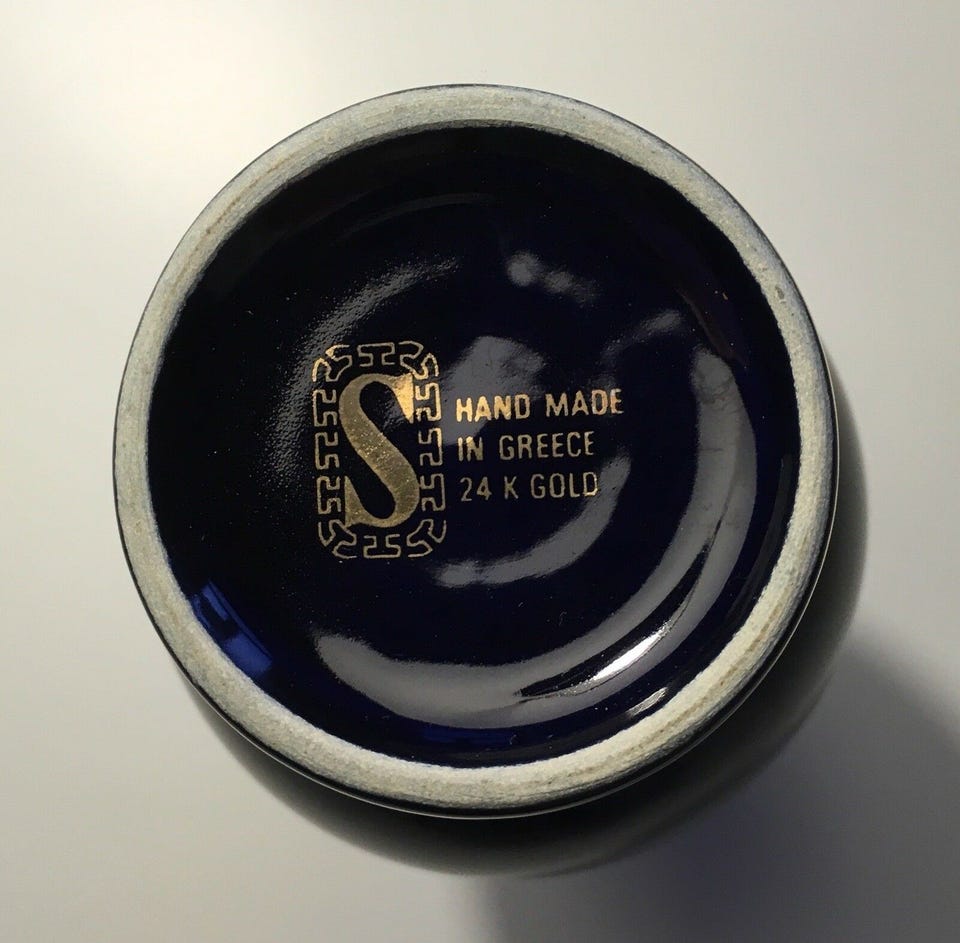 S
HAND MADE
IN GREECE
24 K GOLD